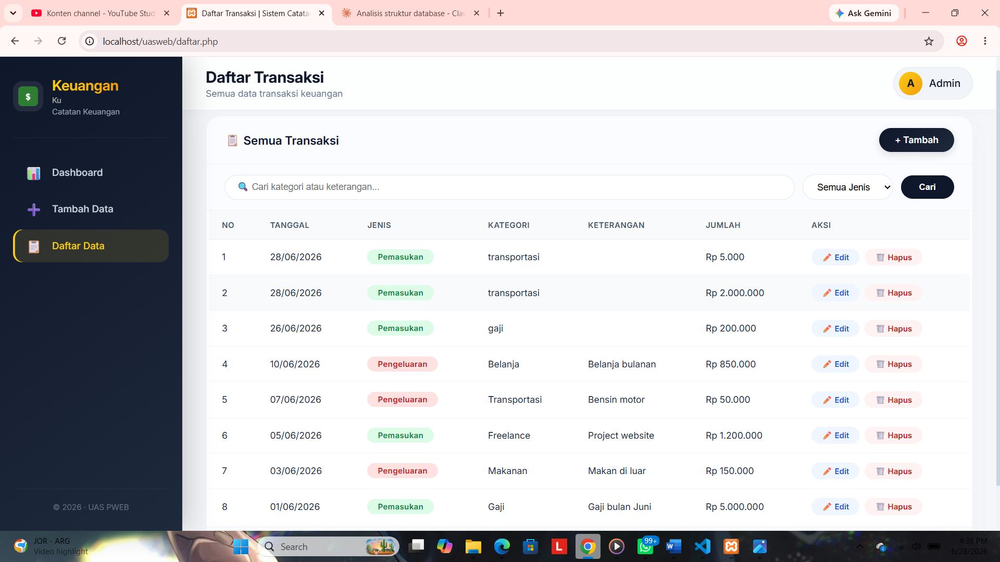 Konten channel - YouTube Stud
Daftar Transaksi | Sistem Catata
Analisis struktur database - Clau
Ask Gemini
localhost/uasweb/daftar.php
$
Keuangan
Ku
Catatan Keuangan
Dashboard
Tambah Data
Daftar Data
© 2026 · UAS PWEB
Daftar Transaksi
Semua data transaksi keuangan
A Admin
Semua Transaksi
+ Tambah
Cari kategori atau keterangan...
Semua Jenis
Cari
NO TANGGAL JENIS KATEGORI KETERANGAN JUMLAH AKSI
1 28/06/2026 Pemasukan transportasi Rp 5.000 Edit Hapus
2 28/06/2026 Pemasukan transportasi Rp 2.000.000 Edit Hapus
3 26/06/2026 Pemasukan gaji Rp 200.000 Edit Hapus
4 10/06/2026 Pengeluaran Belanja Belanja bulanan Rp 850.000 Edit Hapus
5 07/06/2026 Pengeluaran Transportasi Bensin motor Rp 50.000 Edit Hapus
6 05/06/2026 Pemasukan Freelance Project website Rp 1.200.000 Edit Hapus
7 03/06/2026 Pengeluaran Makanan Makan di luar Rp 150.000 Edit Hapus
8 01/06/2026 Pemasukan Gaji Gaji bulan Juni Rp 5.000.000 Edit Hapus
JOR - ARG
Video highlight
Search
L
99+
W
4:38 PM
6/28/2026